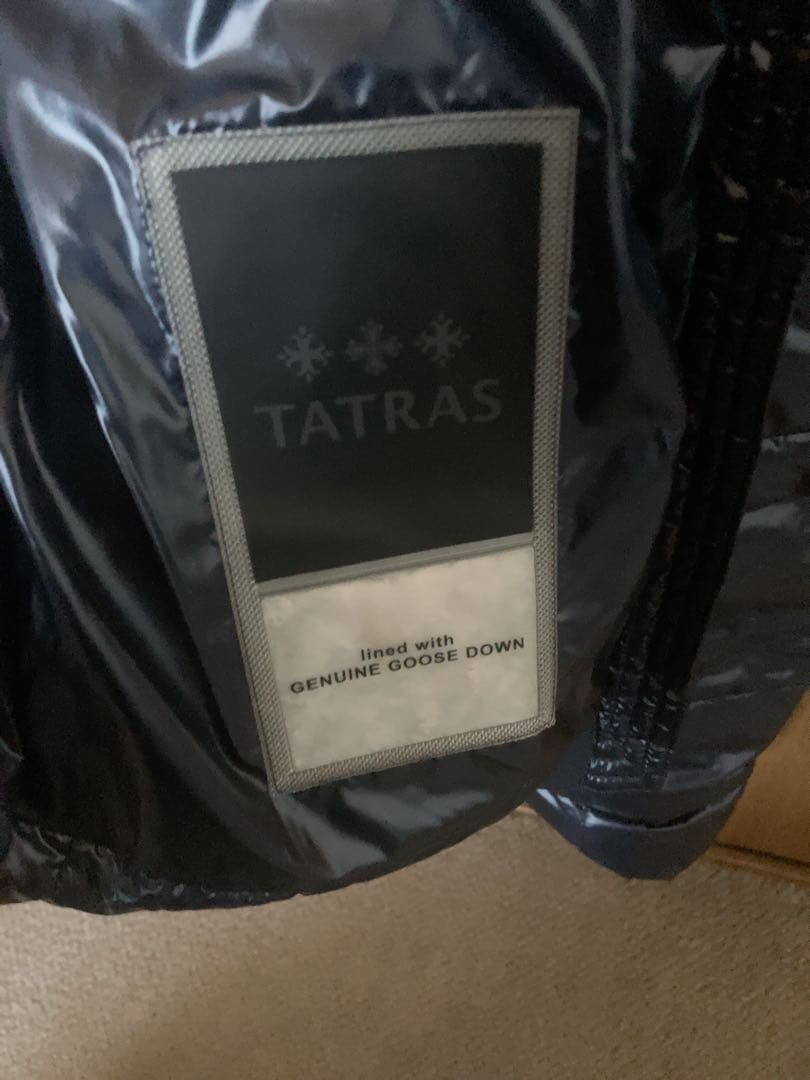 TATRAS
lined with
GENUINE GOOSE DOWN